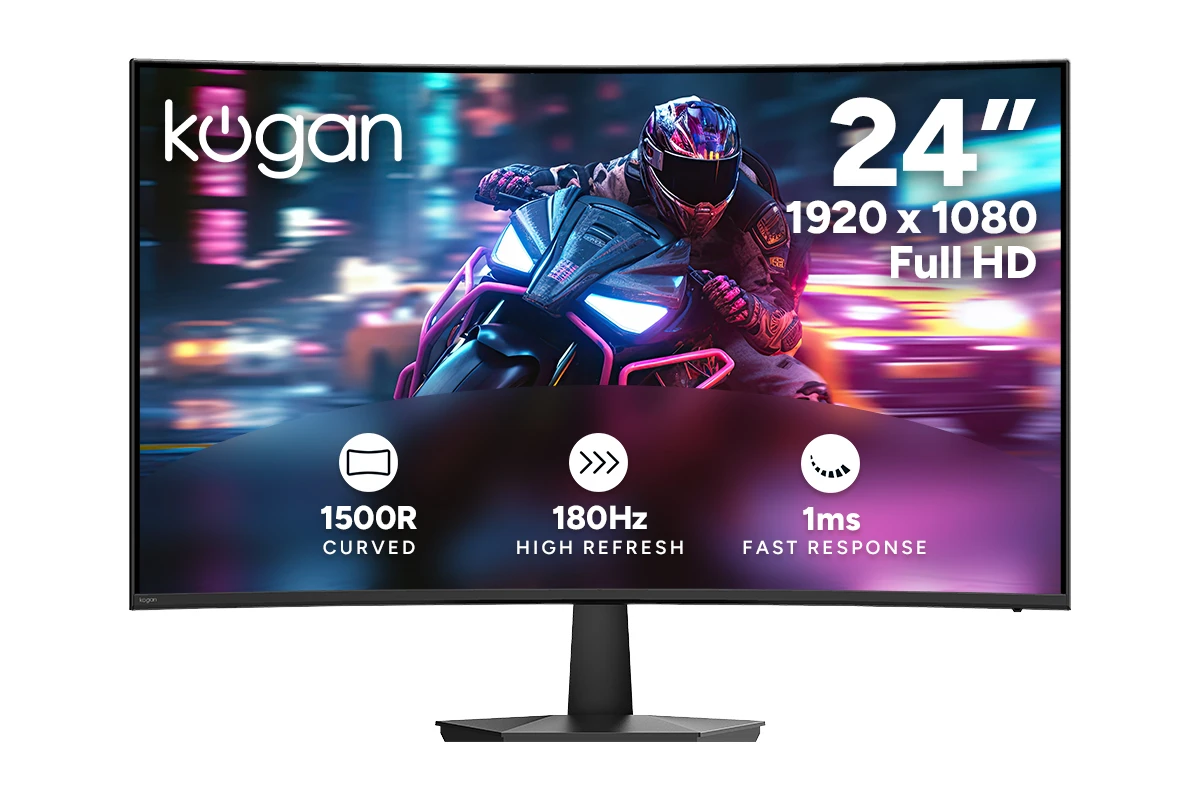 kogan
24"
1920 x 1080
Full HD
1500R
CURVED
180Hz
HIGH REFRESH
1ms
FAST RESPONSE
kogan